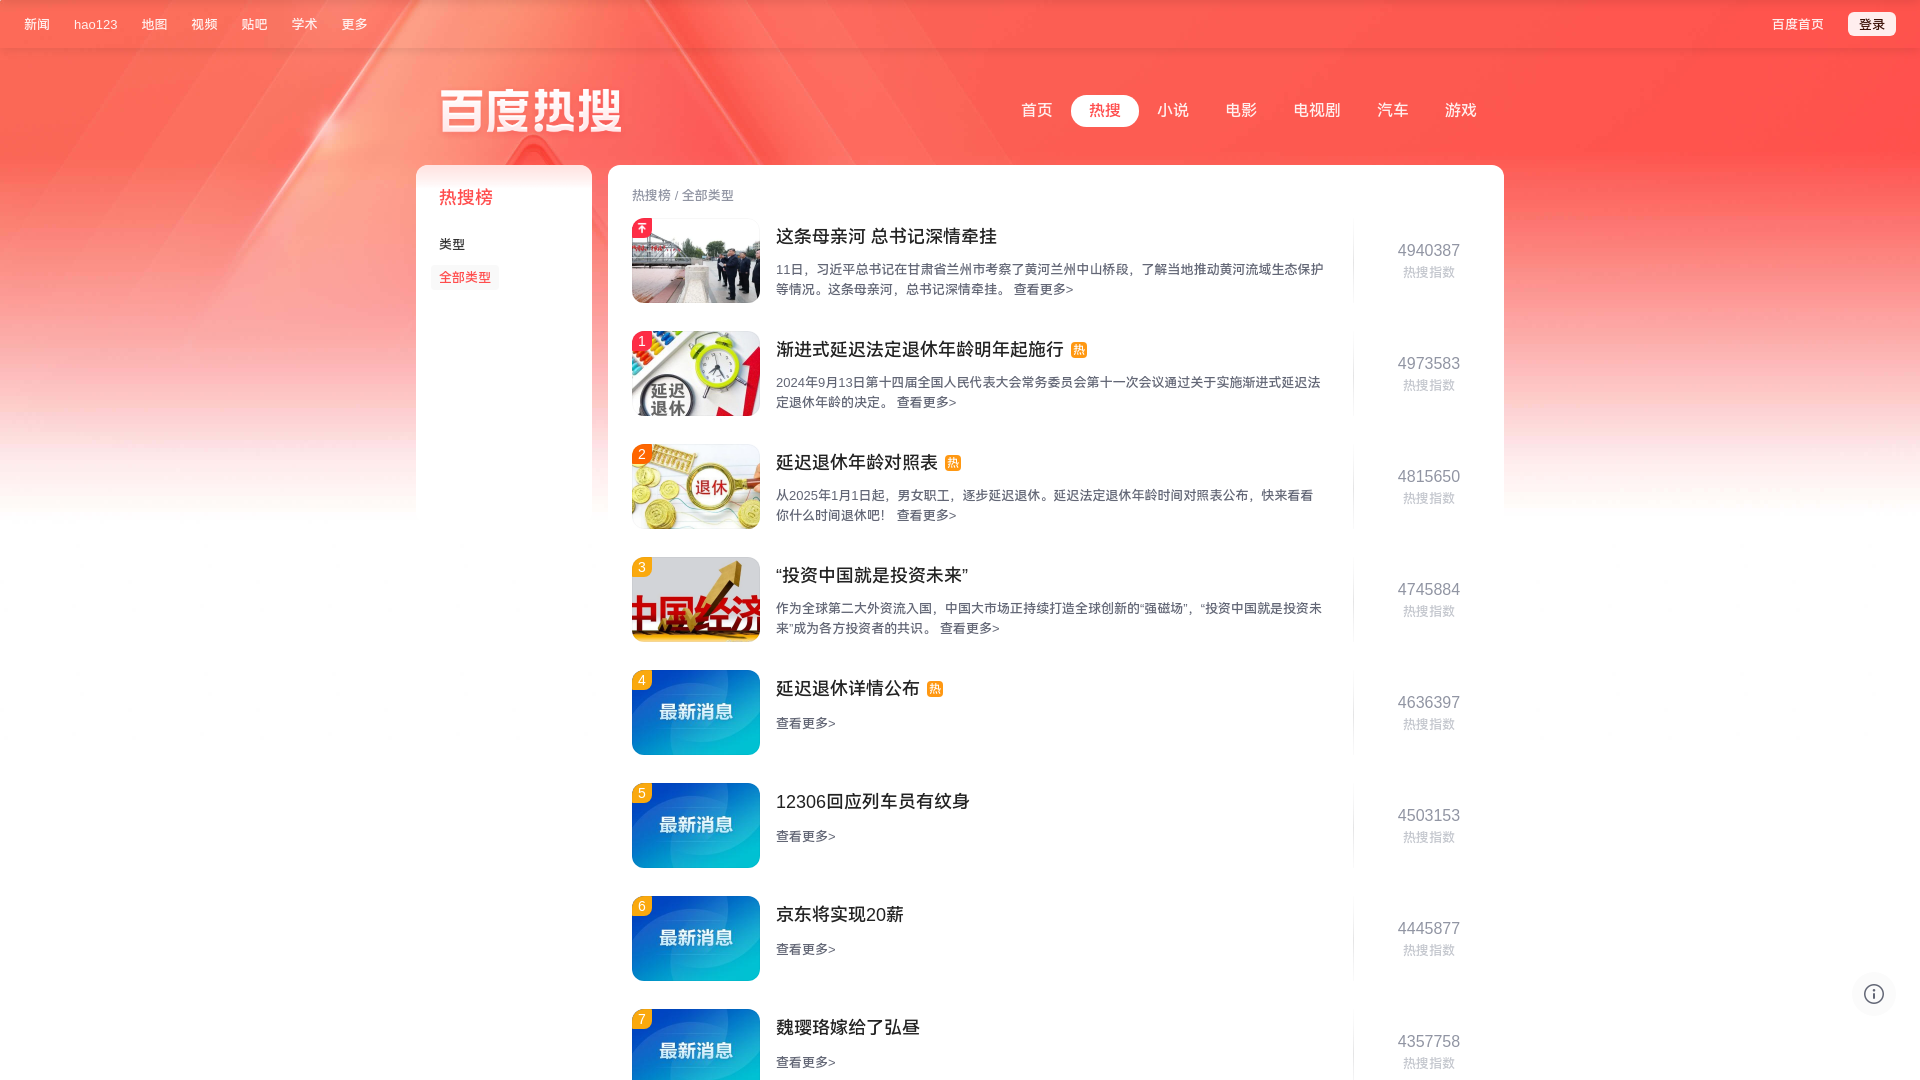 新闻 hao123 地图 视频 贴吧 学术 更多 百度首页 登录
百度热搜
首页 热搜 小说 电影 电视剧 汽车 游戏
热搜榜
类型
全部类型
热搜榜 / 全部类型
这条母亲河 总书记深情牵挂
11日，习近平总书记在甘肃省兰州市考察了黄河兰州中山桥段，了解当地推动黄河流域生态保护
等情况。这条母亲河，总书记深情牵挂。 查看更多>
4940387
热搜指数
1
延迟
退休
渐进式延迟法定退休年龄明年起施行 热
2024年9月13日第十四届全国人民代表大会常务委员会第十一次会议通过关于实施渐进式延迟法
定退休年龄的决定。 查看更多>
4973583
热搜指数
2
退休
延迟退休年龄对照表 热
从2025年1月1日起，男女职工，逐步延迟退休。延迟法定退休年龄时间对照表公布，快来看看
你什么时间退休吧！ 查看更多>
4815650
热搜指数
3
中国经济
“投资中国就是投资未来”
作为全球第二大外资流入国，中国大市场正持续打造全球创新的“强磁场”，“投资中国就是投资未
来”成为各方投资者的共识。 查看更多>
4745884
热搜指数
4
最新消息
延迟退休详情公布 热
查看更多>
4636397
热搜指数
5
最新消息
12306回应列车员有纹身
查看更多>
4503153
热搜指数
6
最新消息
京东将实现20薪
查看更多>
4445877
热搜指数
7
最新消息
魏璎珞嫁给了弘昼
查看更多>
4357758
热搜指数